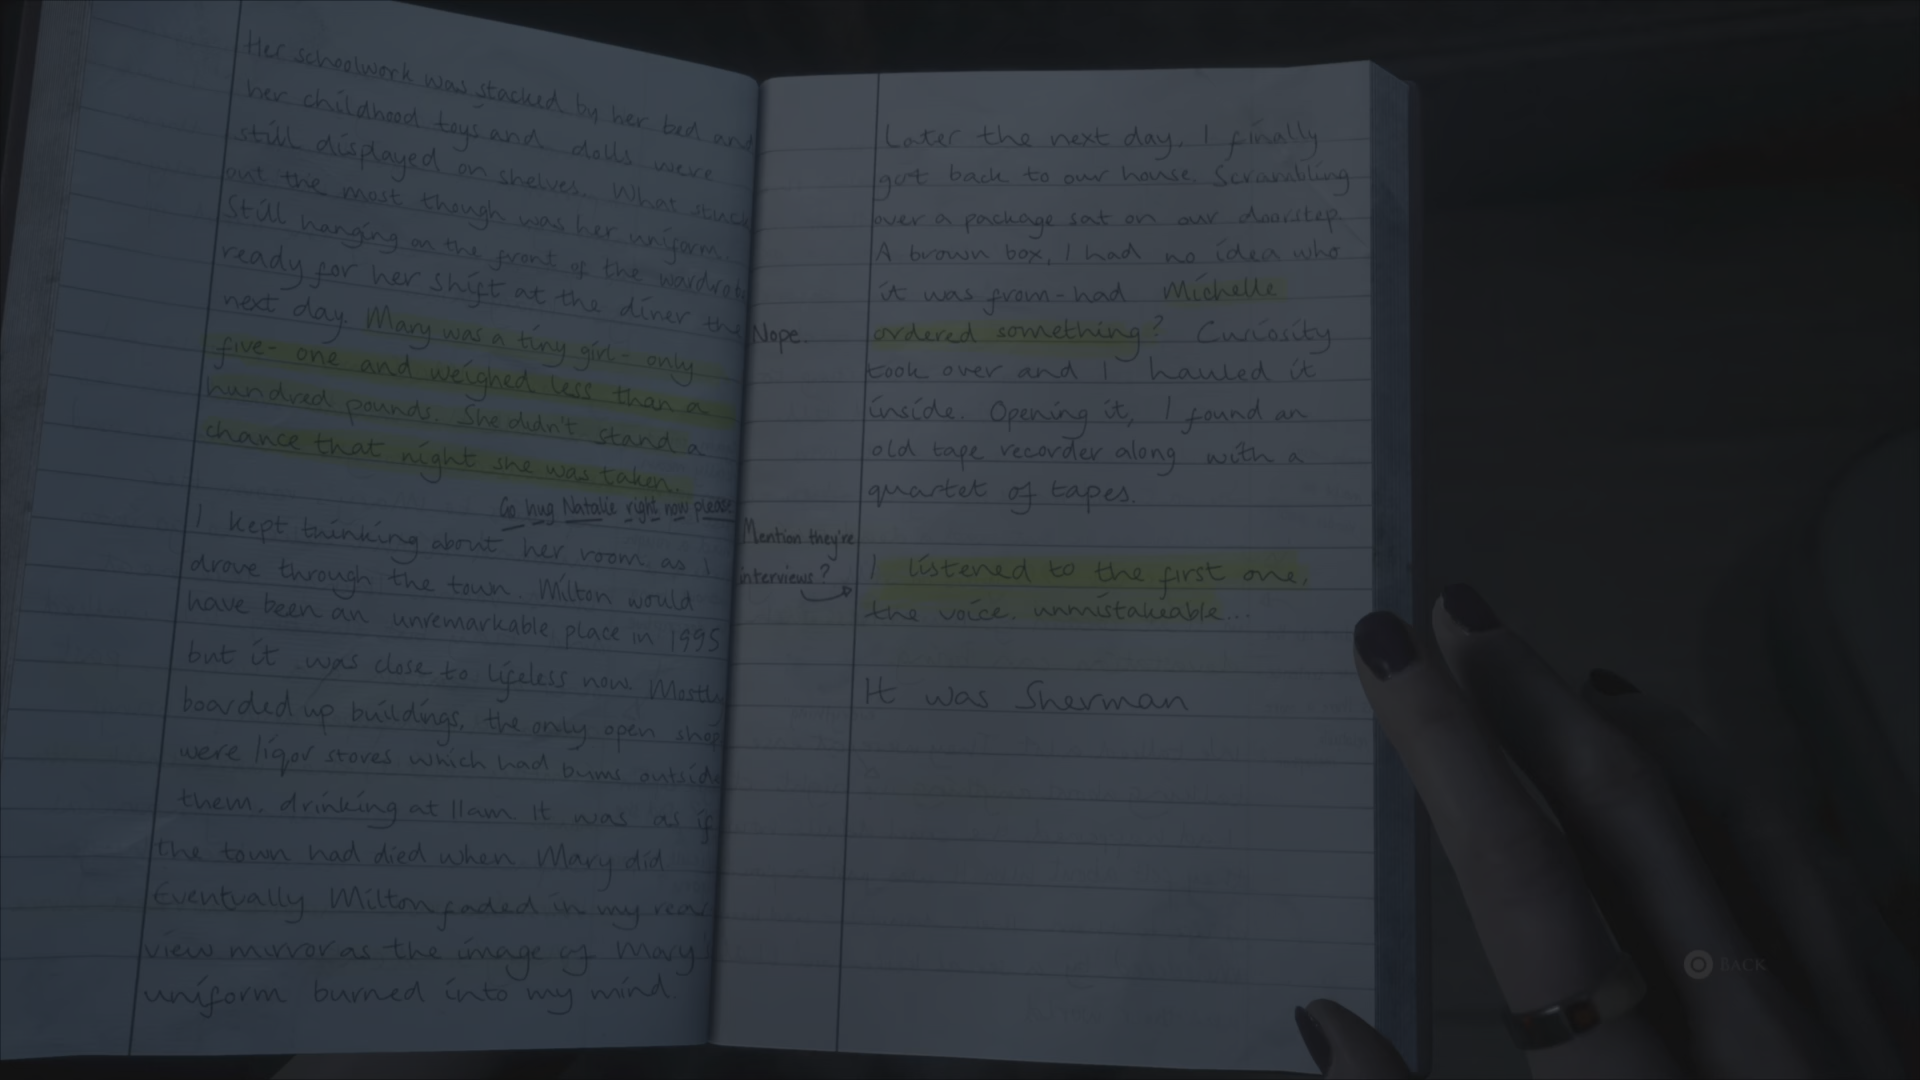 Her schoolwork was stacked by her bed and
her childhood toys and dolls were
still displayed on shelves. What stuck
out the most though was her uniform.
Still hanging on the front of the wardrobe
ready for her shift at the diner the
next day. Mary was a tiny girl - only
five-one and weighed less than a
hundred pounds. She didn't stand a
chance that night she was taken.
Go hug Natalie right now please
I kept thinking about her room as I
drove through the town. Milton would
have been an unremarkable place in 1995
but it was close to lifeless now. Mostly
boarded up buildings, the only open shop
were liqor stores which had bums outside
them, drinking at 11am. It was as if
the town had died when Mary did.
Eventually Milton faded in my rear
view mirror as the image of Mary
uniform burned into my mind.
Later the next day, I finally
got back to our house. Scrambling
over a package sat on our doorstep.
A brown box, I had no idea who
it was from - had Michelle
Nope.
ordered something? Curiosity
took over and I hauled it
inside. Opening it, I found an
old tape recorder along with a
quartet of tapes.
Mention they're
interviews?
I listened to the first one,
the voice, unmistakeable...
It was Sherman
BACK